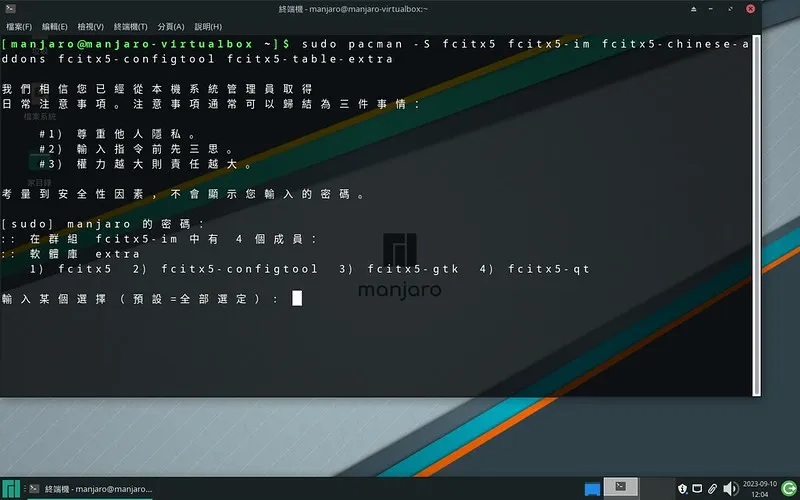 終端機 - manjaro@manjaro-virtualbox:~
檔案(F) 編輯(E) 檢視(V) 終端機(T) 分頁(A) 說明(H)
[manjaro@manjaro-virtualbox ~]$ sudo pacman -S fcitx5 fcitx5-im fcitx5-chinese-a
ddons fcitx5-configtool fcitx5-table-extra
我們相信您已經從本機系統管理員取得
日常注意事項。注意事項通常可以歸結為三件事情：
#1) 尊重他人隱私。
#2) 輸入指令前先三思。
#3) 權力越大則責任越大。
考量到安全性因素，不會顯示您輸入的密碼。
[sudo] manjaro 的密碼：
:: 在群組 fcitx5-im 中有 4 個成員：
:: 軟體庫 extra
1) fcitx5 2) fcitx5-configtool 3) fcitx5-gtk 4) fcitx5-qt
輸入某個選擇 (預設=全部選定)：
檔案系統
家目錄
manjaro
終端機 - manjaro@manjaro...
2023-09-10
12:04